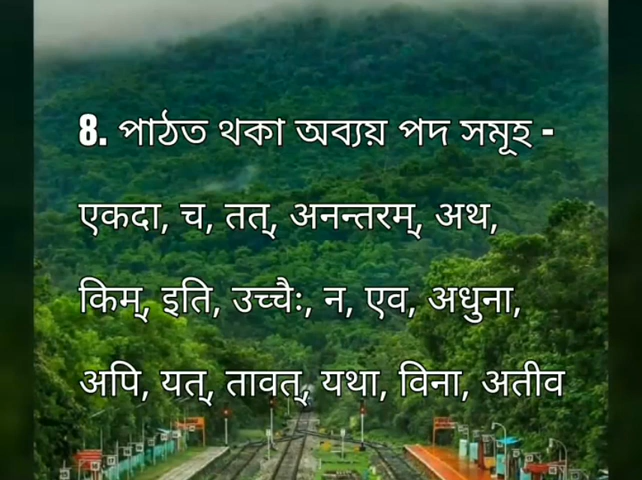 8. পাঠত থকা অব্যয় পদ সমূহ -
एकदा, च, तत्, अनन्तरम्, अथ,
किम्, इति, उच्चैः, न, एव, अधुना,
अपि, यत्, तावत्, यथा, विना, अतीव